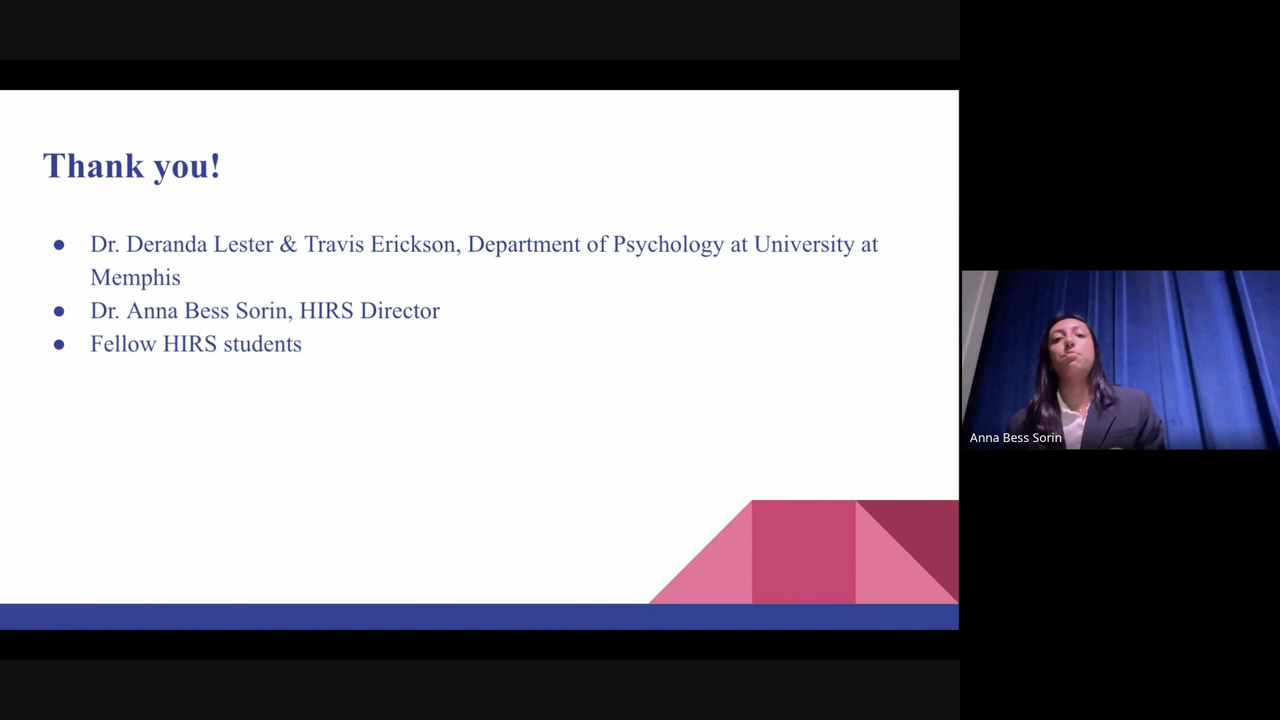 Thank you!
● Dr. Deranda Lester & Travis Erickson, Department of Psychology at University at
Memphis
● Dr. Anna Bess Sorin, HIRS Director
● Fellow HIRS students
Anna Bess Sorin